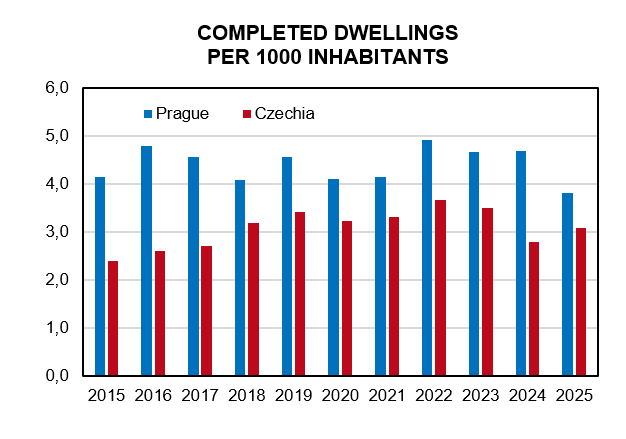 COMPLETED DWELLINGS
PER 1000 INHABITANTS
6,0
Prague Czechia
5,0
4,0
3,0
2,0
1,0
0,0
2015 2016 2017 2018 2019 2020 2021 2022 2023 2024 2025